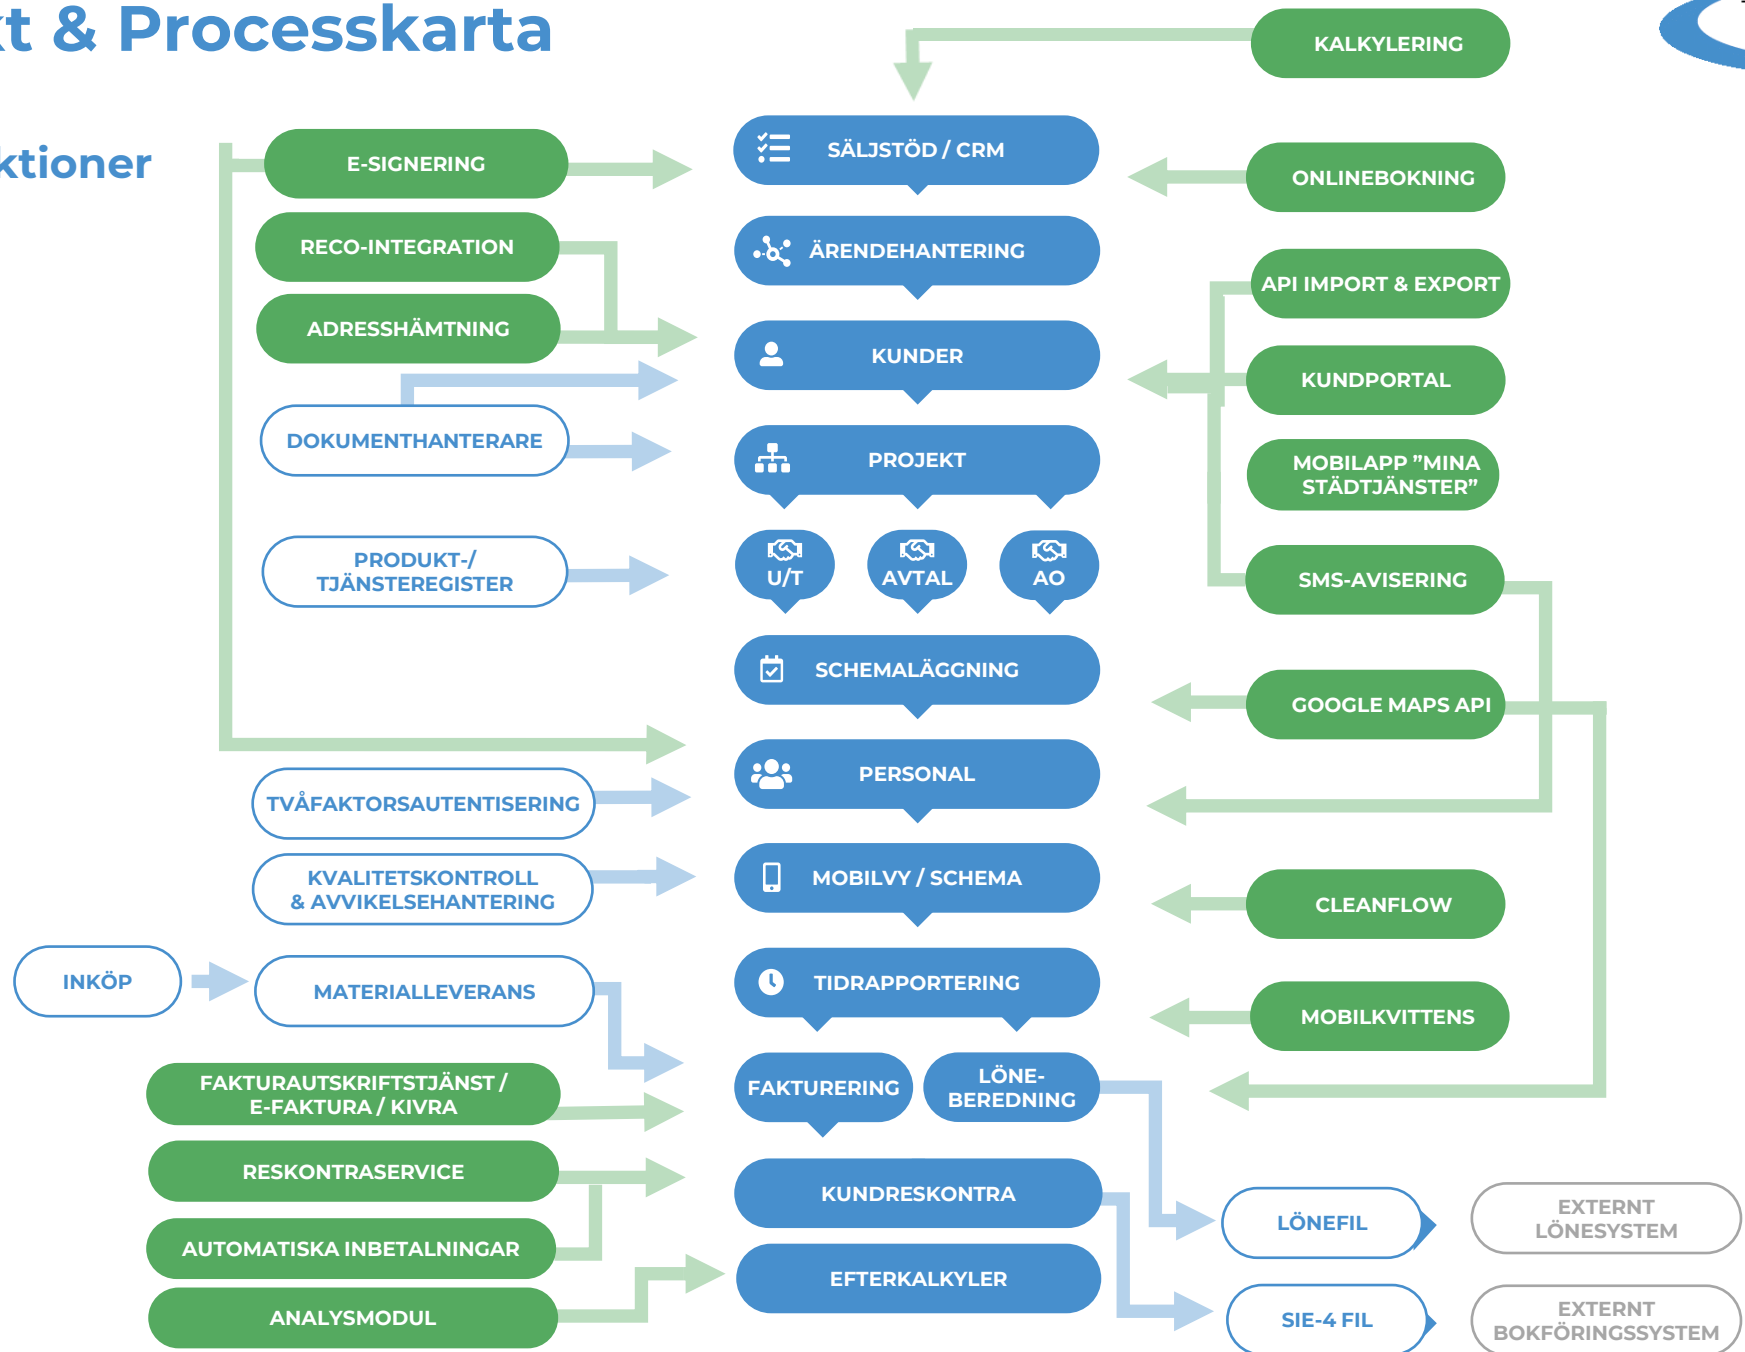 kt & Processkarta
ktioner
KALKYLERING
E-SIGNERING
SÄLJSTÖD / CRM
ONLINEBOKNING
RECO-INTEGRATION
ÄRENDEHANTERING
API IMPORT & EXPORT
ADRESSHÄMTNING
KUNDER
KUNDPORTAL
DOKUMENTHANTERARE
PROJEKT
MOBILAPP ”MINA
STÄDTJÄNSTER”
PRODUKT-/
TJÄNSTEREGISTER
U/T
AVTAL
AO
SMS-AVISERING
SCHEMALÄGGNING
GOOGLE MAPS API
PERSONAL
TVÅFAKTORSAUTENTISERING
KVALITETSKONTROLL
& AVVIKELSEHANTERING
MOBILVY / SCHEMA
CLEANFLOW
INKÖP
MATERIALLEVERANS
TIDRAPPORTERING
MOBILKVITTENS
FAKTURAUTSKRIFTSTJÄNST /
E-FAKTURA / KIVRA
FAKTURERING
LÖNE-
BEREDNING
RESKONTRASERVICE
KUNDRESKONTRA
LÖNEFIL
EXTERNT
LÖNESYSTEM
AUTOMATISKA INBETALNINGAR
EFTERKALKYLER
ANALYSMODUL
SIE-4 FIL
EXTERNT
BOKFÖRINGSSYSTEM